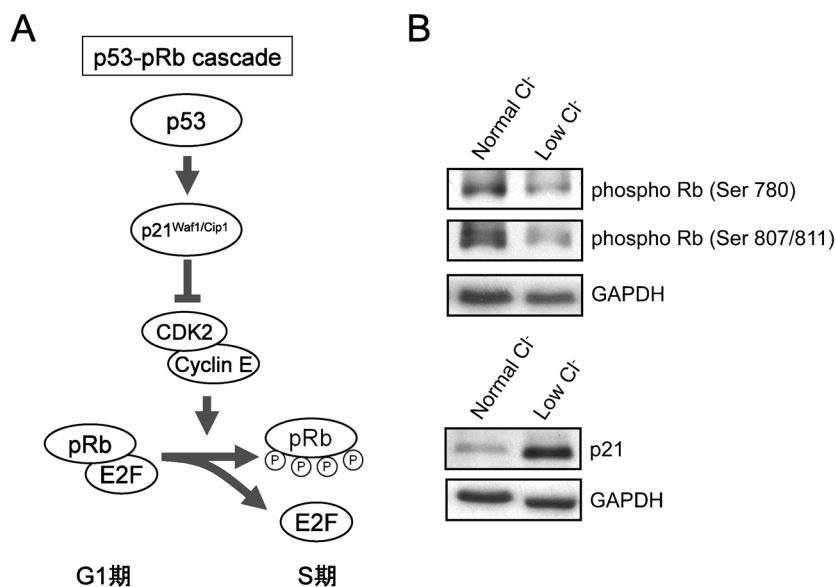 A
p53-pRb cascade
p53
p21Waf1/Cip1
CDK2
Cyclin E
pRb
E2F
pRb
P P P P
E2F
G1期
S期
B
Normal Cl-
Low Cl-
phospho Rb (Ser 780)
phospho Rb (Ser 807/811)
GAPDH
Normal Cl-
Low Cl-
p21
GAPDH